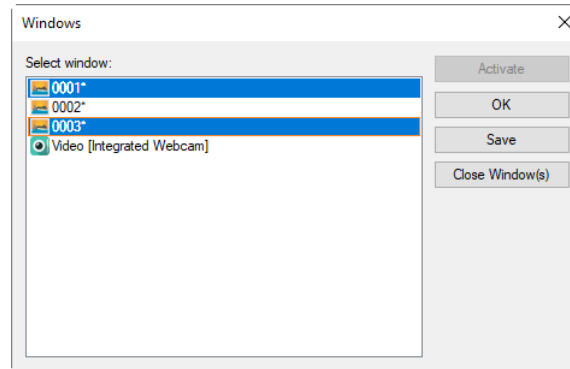 Windows
Select window:
0001*
0002*
0003*
Video [Integrated Webcam]
Activate
OK
Save
Close Window(s)